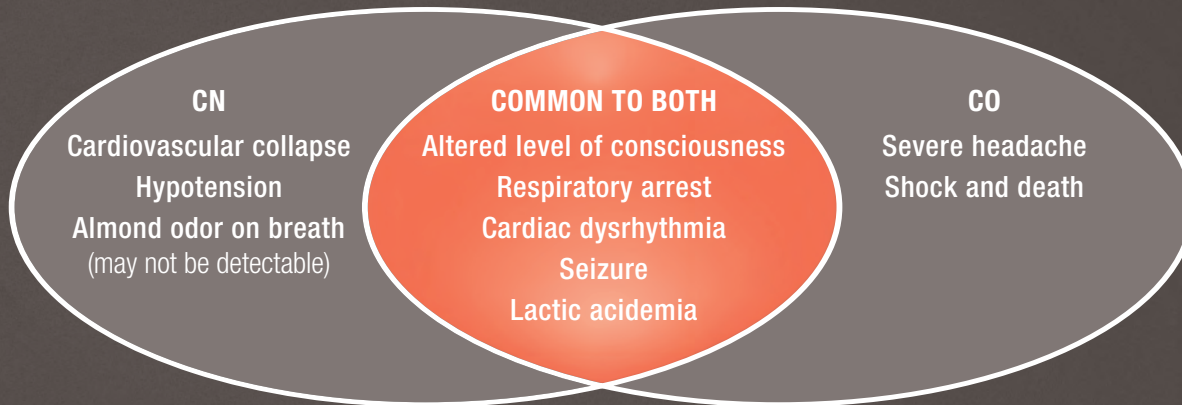 CN
Cardiovascular collapse
Hypotension
Almond odor on breath
(may not be detectable)
COMMON TO BOTH
Altered level of consciousness
Respiratory arrest
Cardiac dysrhythmia
Seizure
Lactic acidemia
CO
Severe headache
Shock and death